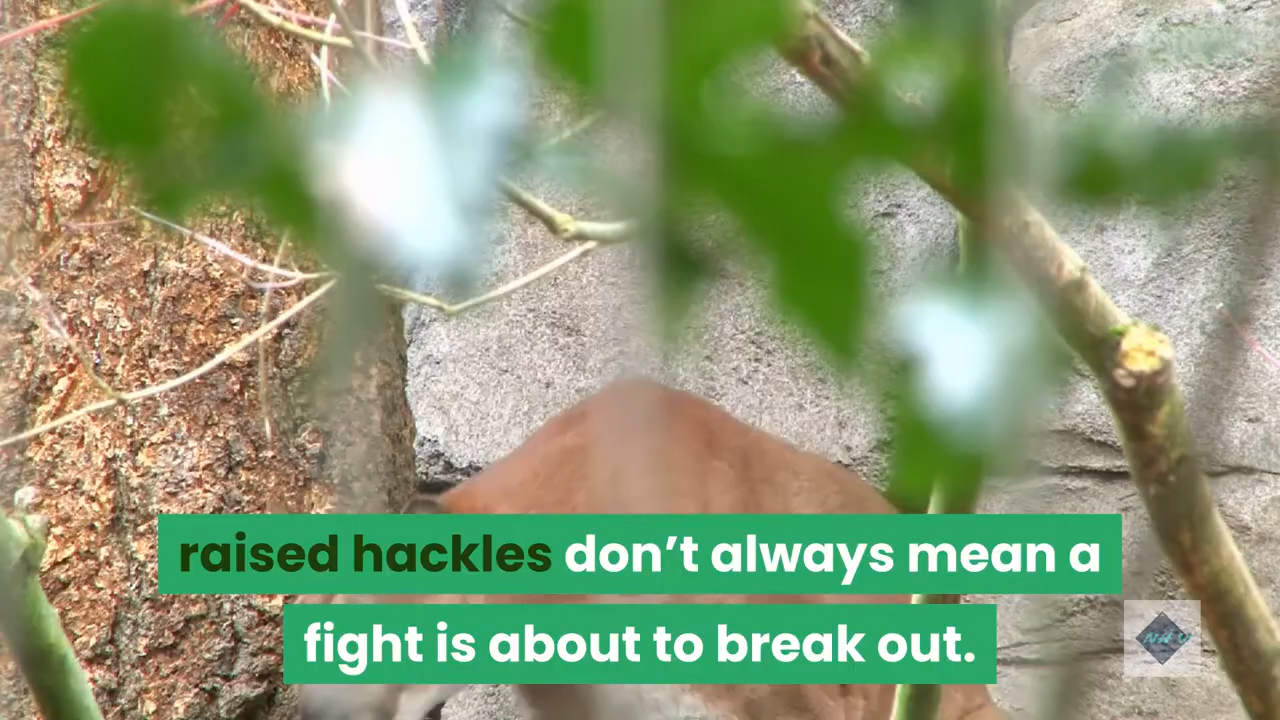 raised hackles don’t always mean a
fight is about to break out.